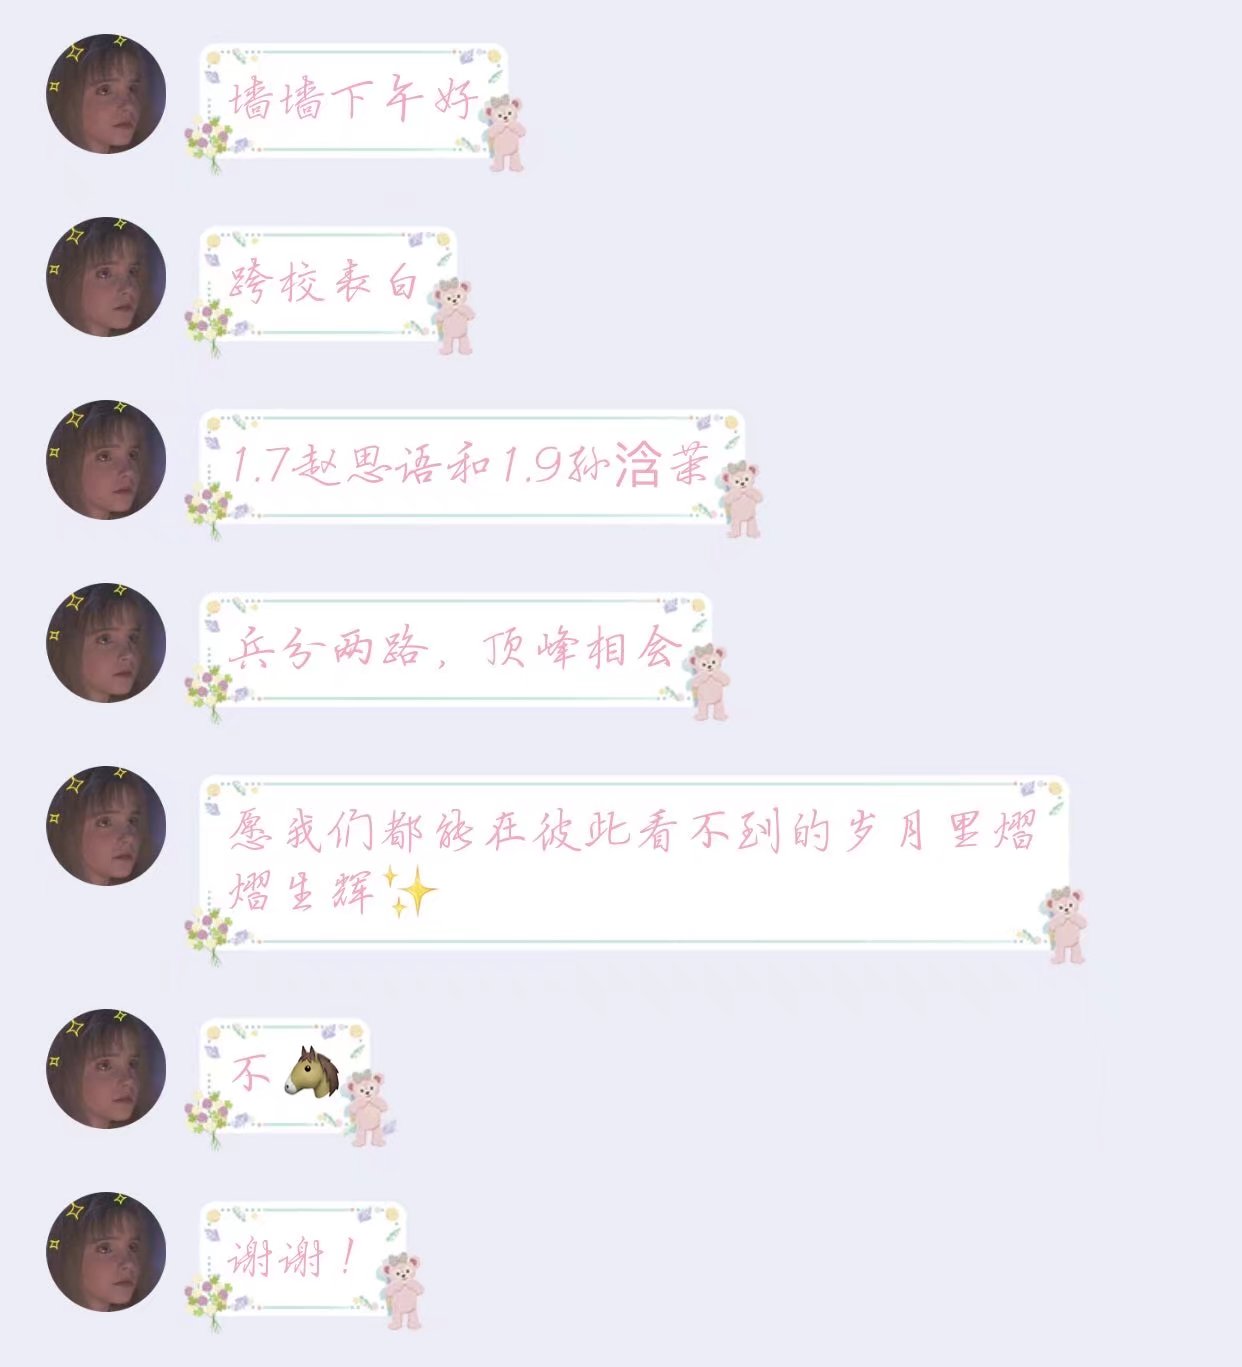 墙墙下午好
跨校表白
1.7赵思语和1.9孙浛茉
兵分两路，顶峰相会
愿我们都能在彼此看不到的岁月里熠
熠生辉✨
不🐴
谢谢！